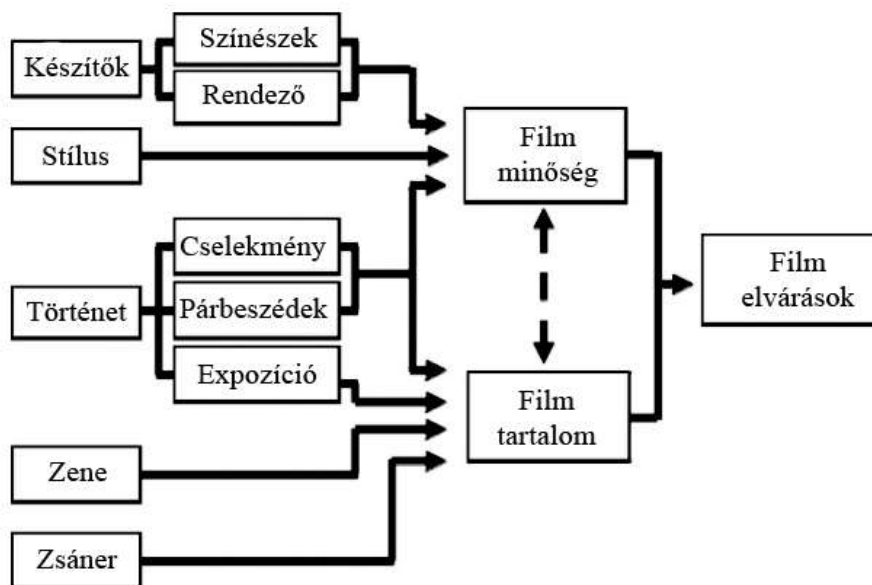 Készítők
Színészek
Rendező
Stílus
Történet
Cselekmény
Párbeszédek
Expozíció
Zene
Zsáner
Film
minőség
Film
tartalom
Film
elvárások